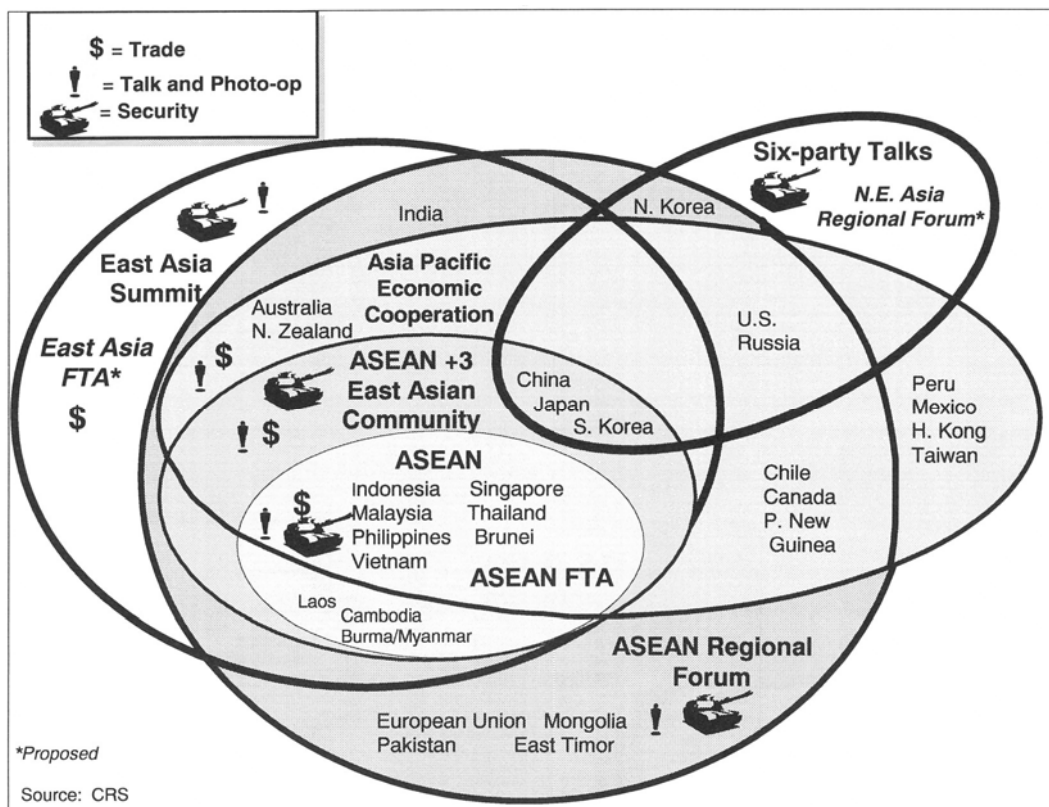 $ = Trade
= Talk and Photo-op
= Security
Six-party Talks
N.E. Asia
Regional Forum*
India
N. Korea
East Asia
Summit
Asia Pacific
Economic
Cooperation
Australia
N. Zealand
U.S.
Russia
East Asia
FTA*
$
$
ASEAN +3
East Asian
Community
$
China
Japan
S. Korea
Peru
Mexico
H. Kong
Taiwan
ASEAN
$
Indonesia Singapore
Malaysia Thailand
Philippines Brunei
Vietnam
Chile
Canada
P. New
Guinea
ASEAN FTA
Laos
Cambodia
Burma/Myanmar
ASEAN Regional
Forum
European Union Mongolia
Pakistan East Timor
*Proposed
Source: CRS